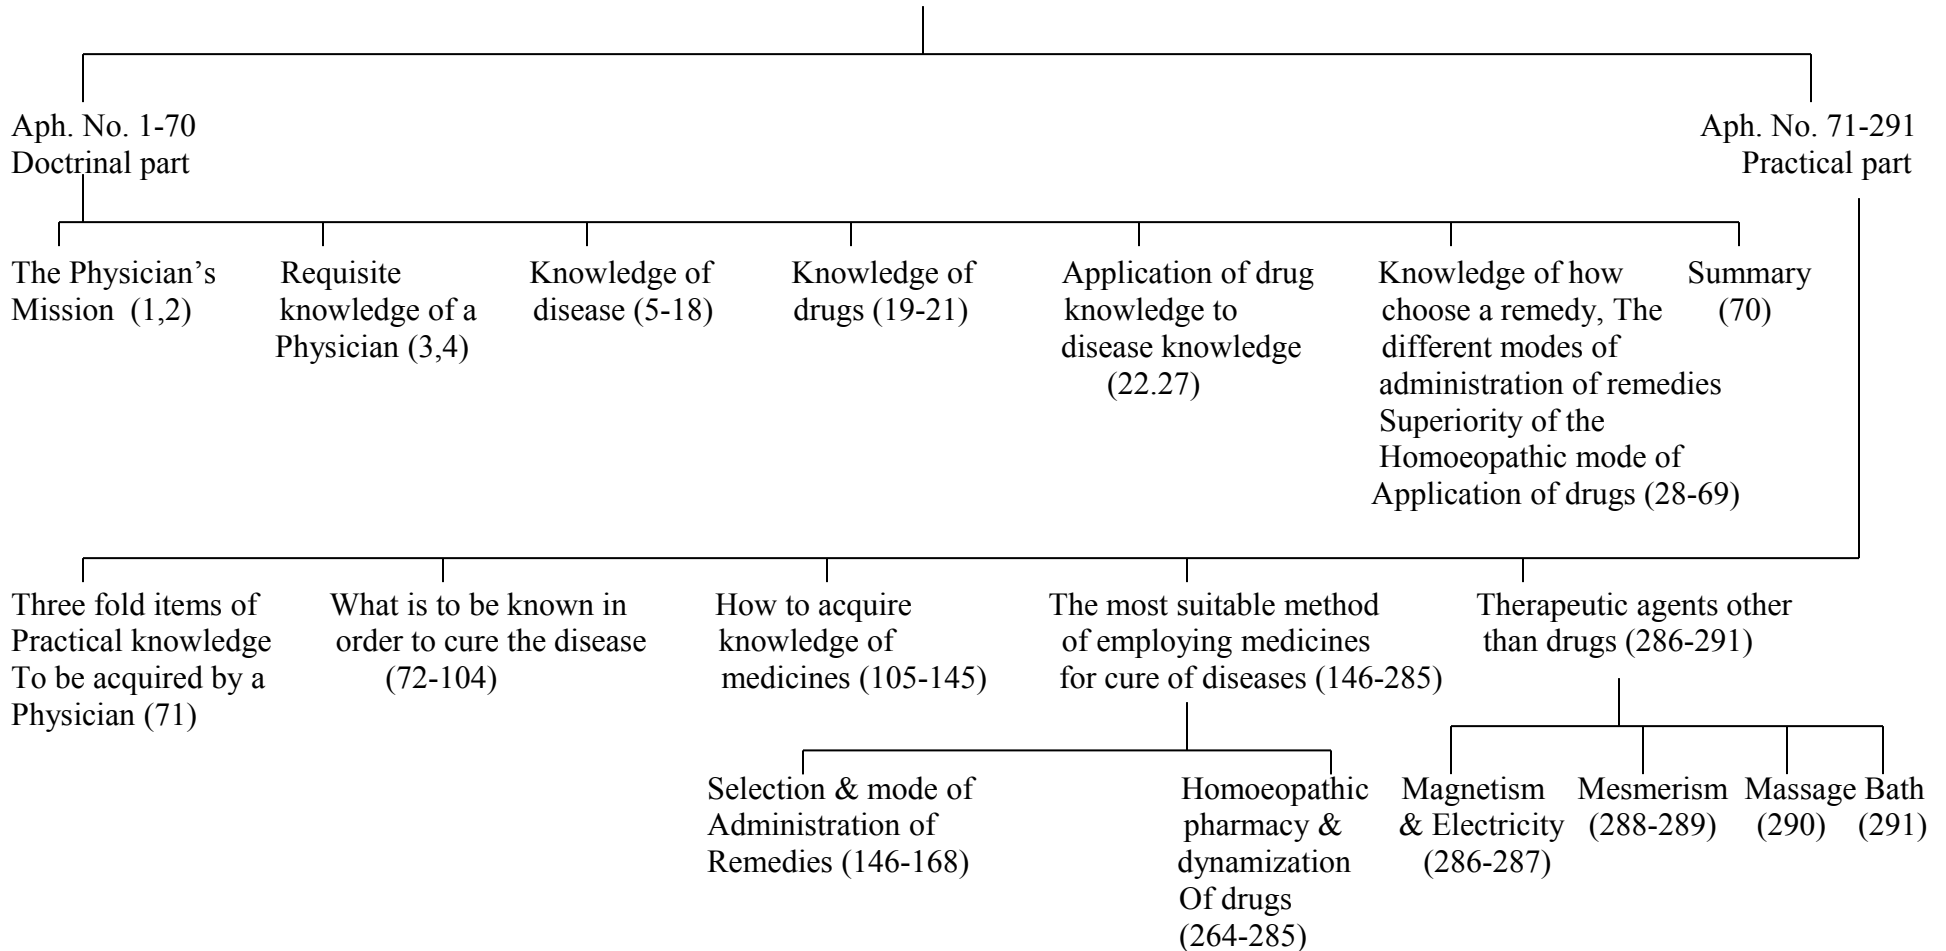 Aph. No. 1-70
Doctrinal part
Aph. No. 71-291
Practical part
The Physician’s
Mission (1,2)
Requisite
knowledge of a
Physician (3,4)
Knowledge of
disease (5-18)
Knowledge of
drugs (19-21)
Application of drug
knowledge to
disease knowledge
(22.27)
Knowledge of how
choose a remedy, The
different modes of
administration of remedies
Superiority of the
Homoeopathic mode of
Application of drugs (28-69)
Summary
(70)
Three fold items of
Practical knowledge
To be acquired by a
Physician (71)
What is to be known in
order to cure the disease
(72-104)
How to acquire
knowledge of
medicines (105-145)
The most suitable method
of employing medicines
for cure of diseases (146-285)
Therapeutic agents other
than drugs (286-291)
Selection & mode of
Administration of
Remedies (146-168)
Homoeopathic
pharmacy &
dynamization
Of drugs
(264-285)
Magnetism
& Electricity
(286-287)
Mesmerism
(288-289)
Massage
(290)
Bath
(291)